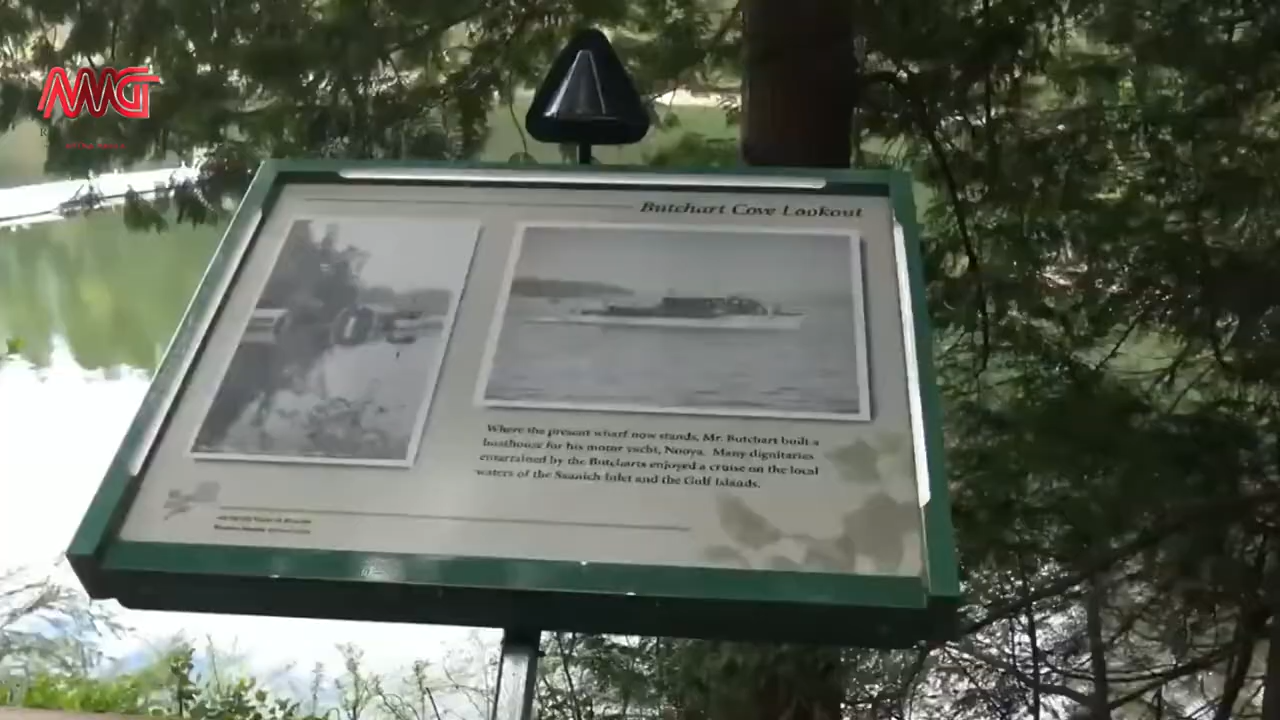 NWGT
Butchart Cove Lookout
Where the present wharf now stands, Mr. Butchart built a
boathouse for his motor yacht, Nooya. Many dignitaries
entertained by the Butcharts enjoyed a cruise on the local
waters of the Saanich Inlet and the Gulf Islands.